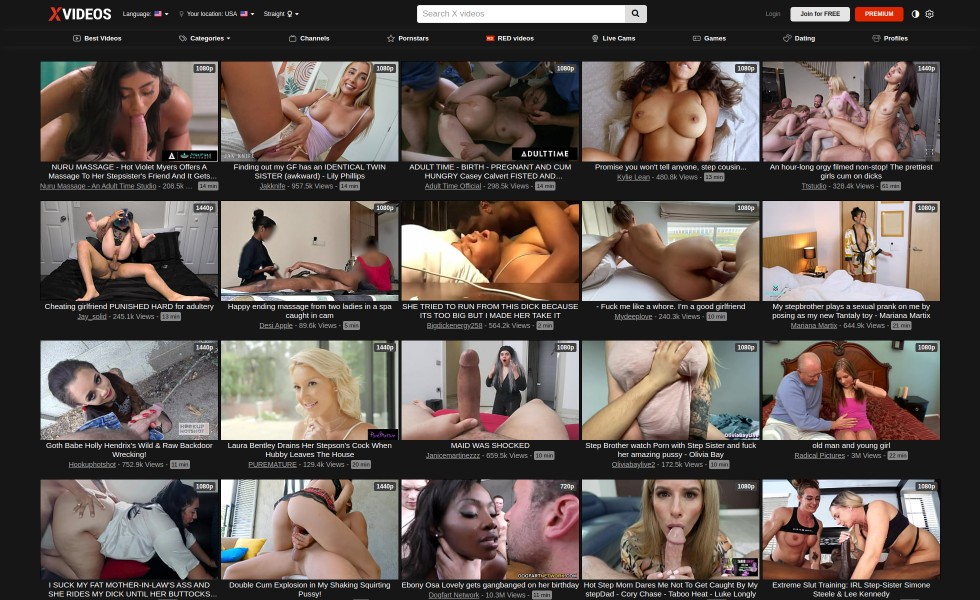 XVIDEOS
Language:
Your location: USA
Straight
Search X videos
Login
Join for FREE
PREMIUM
Best Videos
Categories
Channels
Pornstars
RED videos
Live Cams
Games
Dating
Profiles
1080p
1080p
1080p
1080p
1440p
ADULT TIME
NURU MASSAGE - Hot Violet Myers Offers A
Massage To Her Stepsister's Friend And It Gets...
Nuru Massage - An Adult Time Studio - 208.5k ... 14 min
Finding out my GF has an IDENTICAL TWIN
SISTER (awkward) - Lily Phillips
Jakknife - 957.5k Views - 14 min
ADULT TIME - BIRTH - PREGNANT AND CUM
HUNGRY Casey Calvert FISTED AND...
Adult Time Official - 298.5k Views - 14 min
Promise you won't tell anyone, step cousin...
Kylie Lean - 480.8k Views - 13 min
An hour-long orgy filmed non-stop! The prettiest
girls cum on dicks
Ttstudio - 328.4k Views - 61 min
1440p
1080p
1080p
1080p
Cheating girlfriend PUNISHED HARD for adultery
Jay_solid - 245.1k Views - 13 min
Happy ending massage from two ladies in a spa
caught in cam
Desi Apple - 89.6k Views - 5 min
SHE TRIED TO RUN FROM THIS DICK BECAUSE
ITS TOO BIG BUT I MADE HER TAKE IT
Bigdickenergy258 - 564.2k Views - 2 min
- Fuck me like a whore. I'm a good girlfriend
Mydeeplove - 240.3k Views - 10 min
My stepbrother plays a sexual prank on me by
posing as my new Tantaly toy - Mariana Martix
Mariana Martix - 644.9k Views - 21 min
1440p
1440p
1080p
1080p
1080p
HOOKUP
HOTSHOT
Goth Babe Holly Hendrix's Wild & Raw Backdoor
Wrecking!
Hookuphotshot - 752.9k Views - 11 min
Laura Bentley Drains Her Stepson's Cock When
Hubby Leaves The House
PUREMATURE - 129.4k Views - 20 min
MAID WAS SHOCKED
Janicemartinezzz - 659.5k Views - 10 min
Step Brother watch Porn with Step Sister and fuck
her amazing pussy - Olivia Bay
Oliviabaylive2 - 172.5k Views - 10 min
old man and young girl
Radical Pictures - 3M Views - 22 min
1080p
1440p
720p
1080p
1080p
DOGFARTNETWORK.COM
I SUCK MY FAT MOTHER-IN-LAW'S ASS AND
SHE RIDES MY DICK UNTIL HER BUTTOCKS...
Double Cum Explosion in My Shaking Squirting
Pussy!
Ebony Osa Lovely gets gangbanged on her birthday
Dogfart Network - 10.3M Views - 11 min
Hot Step Mom Dares Me Not To Get Caught By My
stepDad - Cory Chase - Taboo Heat - Luke Longly
Extreme Slut Training: IRL Step-Sister Simone
Steele & Lee Kennedy